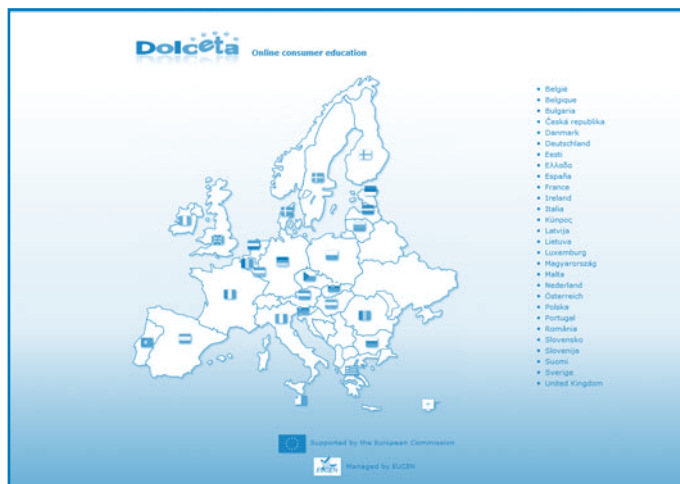 Dolceta
Online consumer education
België
Belgique
Bulgaria
Česká republika
Danmark
Deutschland
Eesti
Ελλαδα
España
France
Ireland
Italia
Κύπρος
Latvija
Lietuva
Luxemburg
Magyarország
Malta
Nederland
Österreich
Polska
Portugal
România
Slovensko
Slovenija
Suomi
Sverige
United Kingdom
Supported by the European Commission
EUCEN
Managed by EUCEN